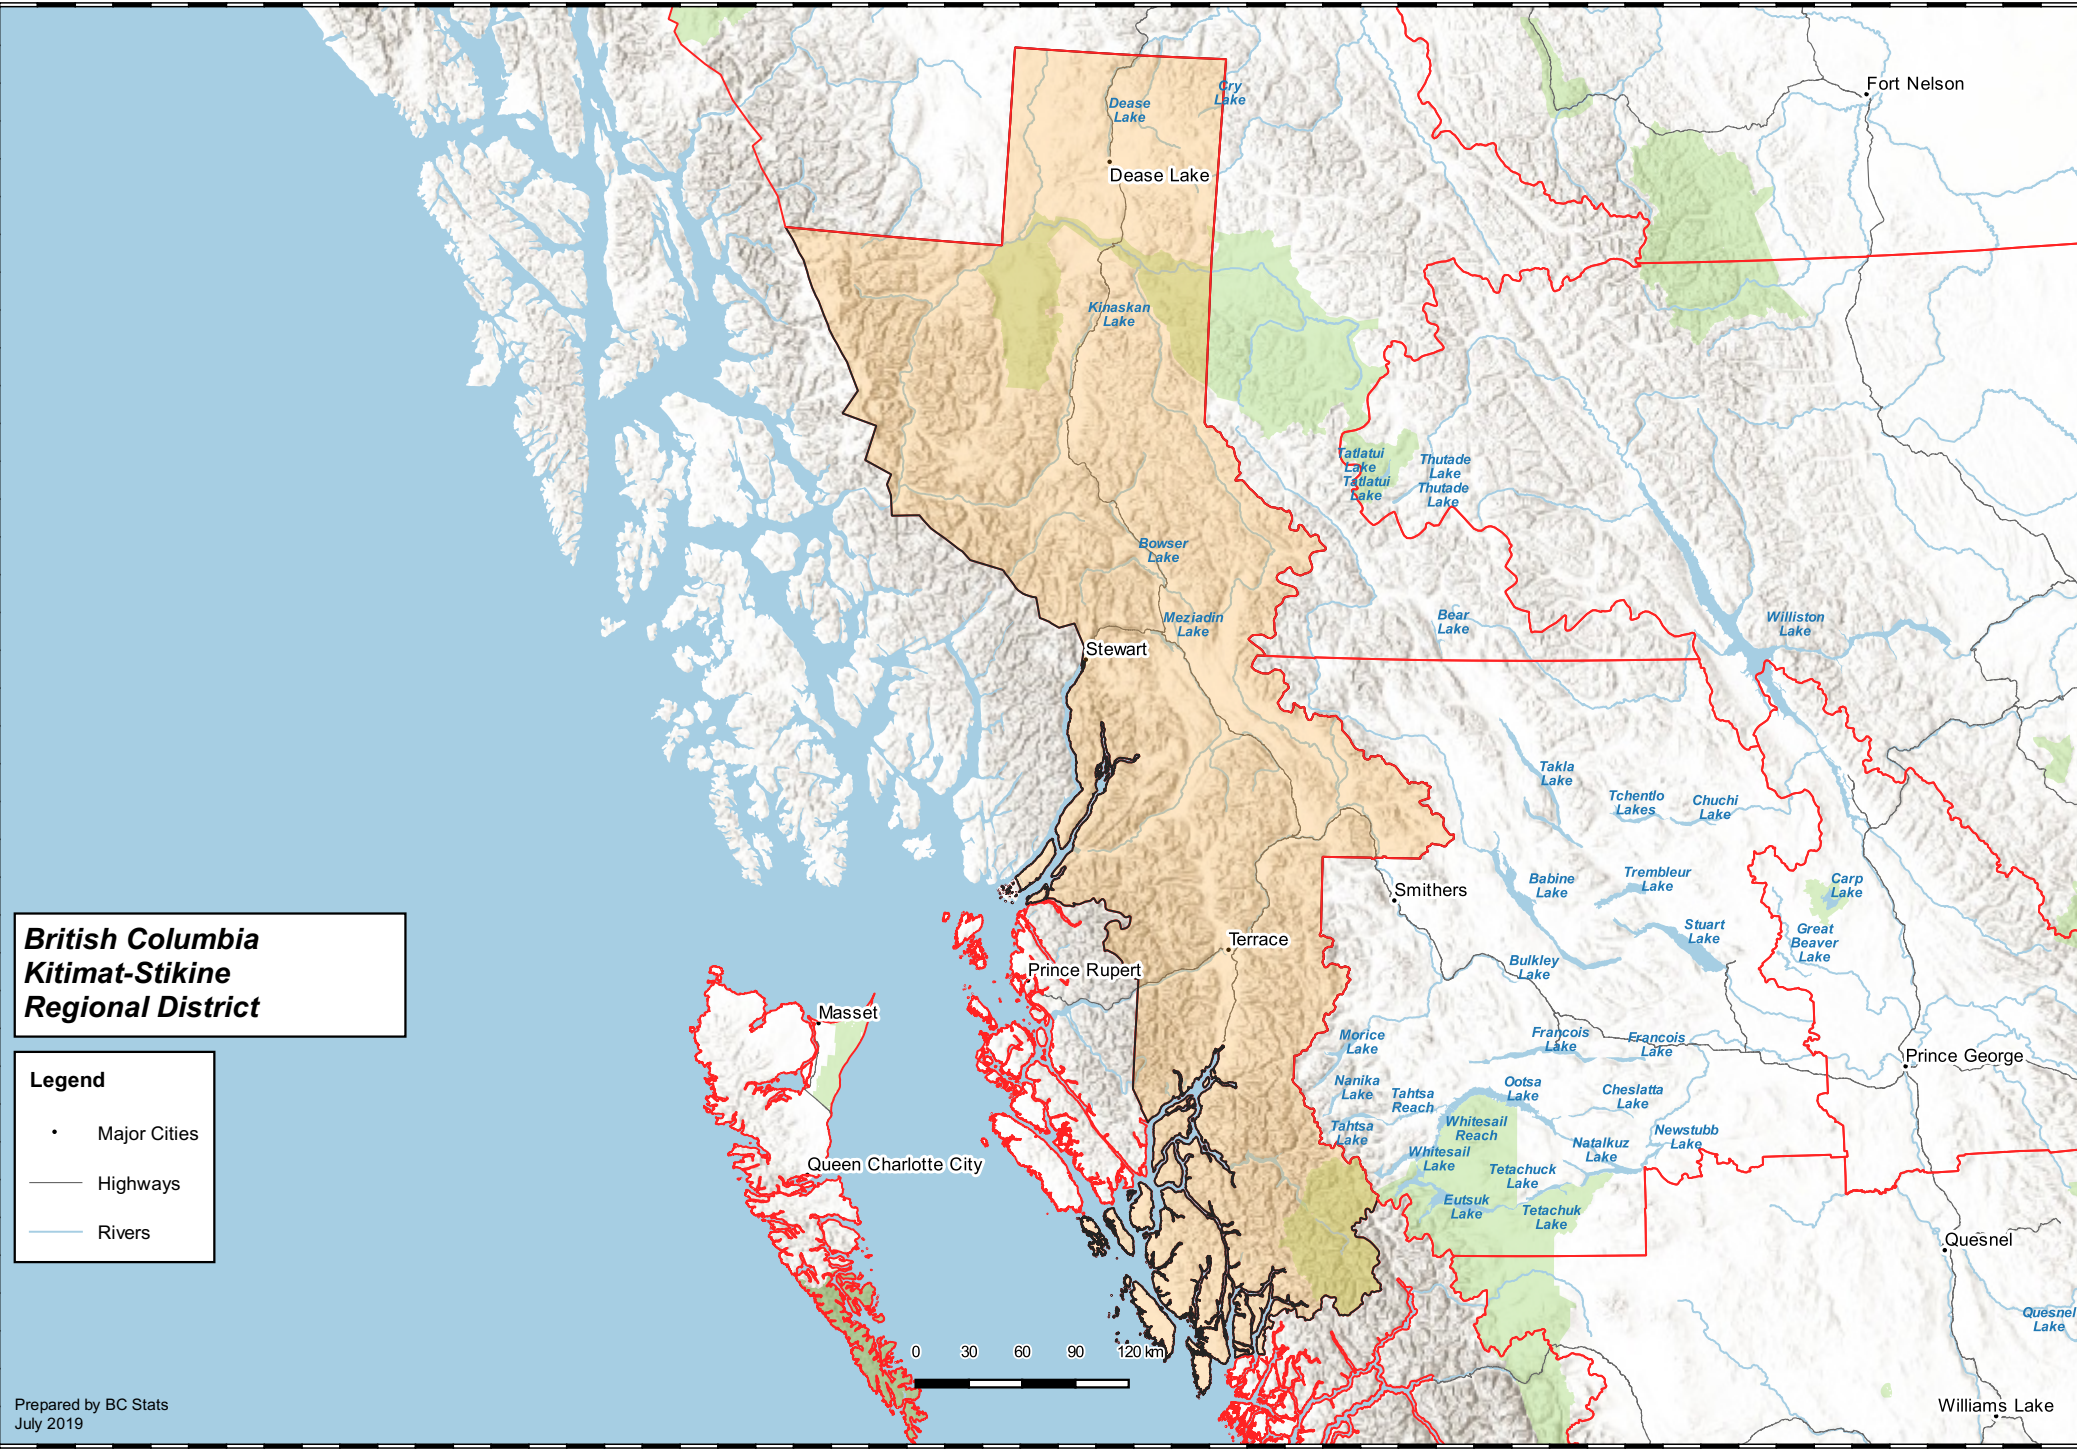 Fort Nelson
Cry
Lake
Dease
Lake
Dease Lake
Kinaskan
Lake
Tatlatui
Lake
Tatlatui
Lake
Thutade
Lake
Thutade
Lake
Bowser
Lake
Meziadin
Lake
Bear
Lake
Williston
Lake
Stewart
Takla
Lake
Tchentlo
Lakes
Chuchi
Lake
Smithers
Babine
Lake
Trembleur
Lake
Carp
Lake
Stuart
Lake
Great
Beaver
Lake
Terrace
Prince Rupert
Bulkley
Lake
British Columbia
Kitimat-Stikine
Regional District
Masset
Morice
Lake
Francois
Lake
Francois
Lake
Prince George
Legend
Major Cities
Highways
Rivers
Nanika
Lake
Tahtsa
Reach
Ootsa
Lake
Cheslatta
Lake
Tahtsa
Lake
Whitesail
Reach
Newstubb
Lake
Natalkuz
Lake
Whitesail
Lake
Queen Charlotte City
Tetachuck
Lake
Eutsuk
Lake
Tetachuk
Lake
Quesnel
Quesnel
Lake
0 30 60 90 120 km
Williams Lake
Prepared by BC Stats
July 2019